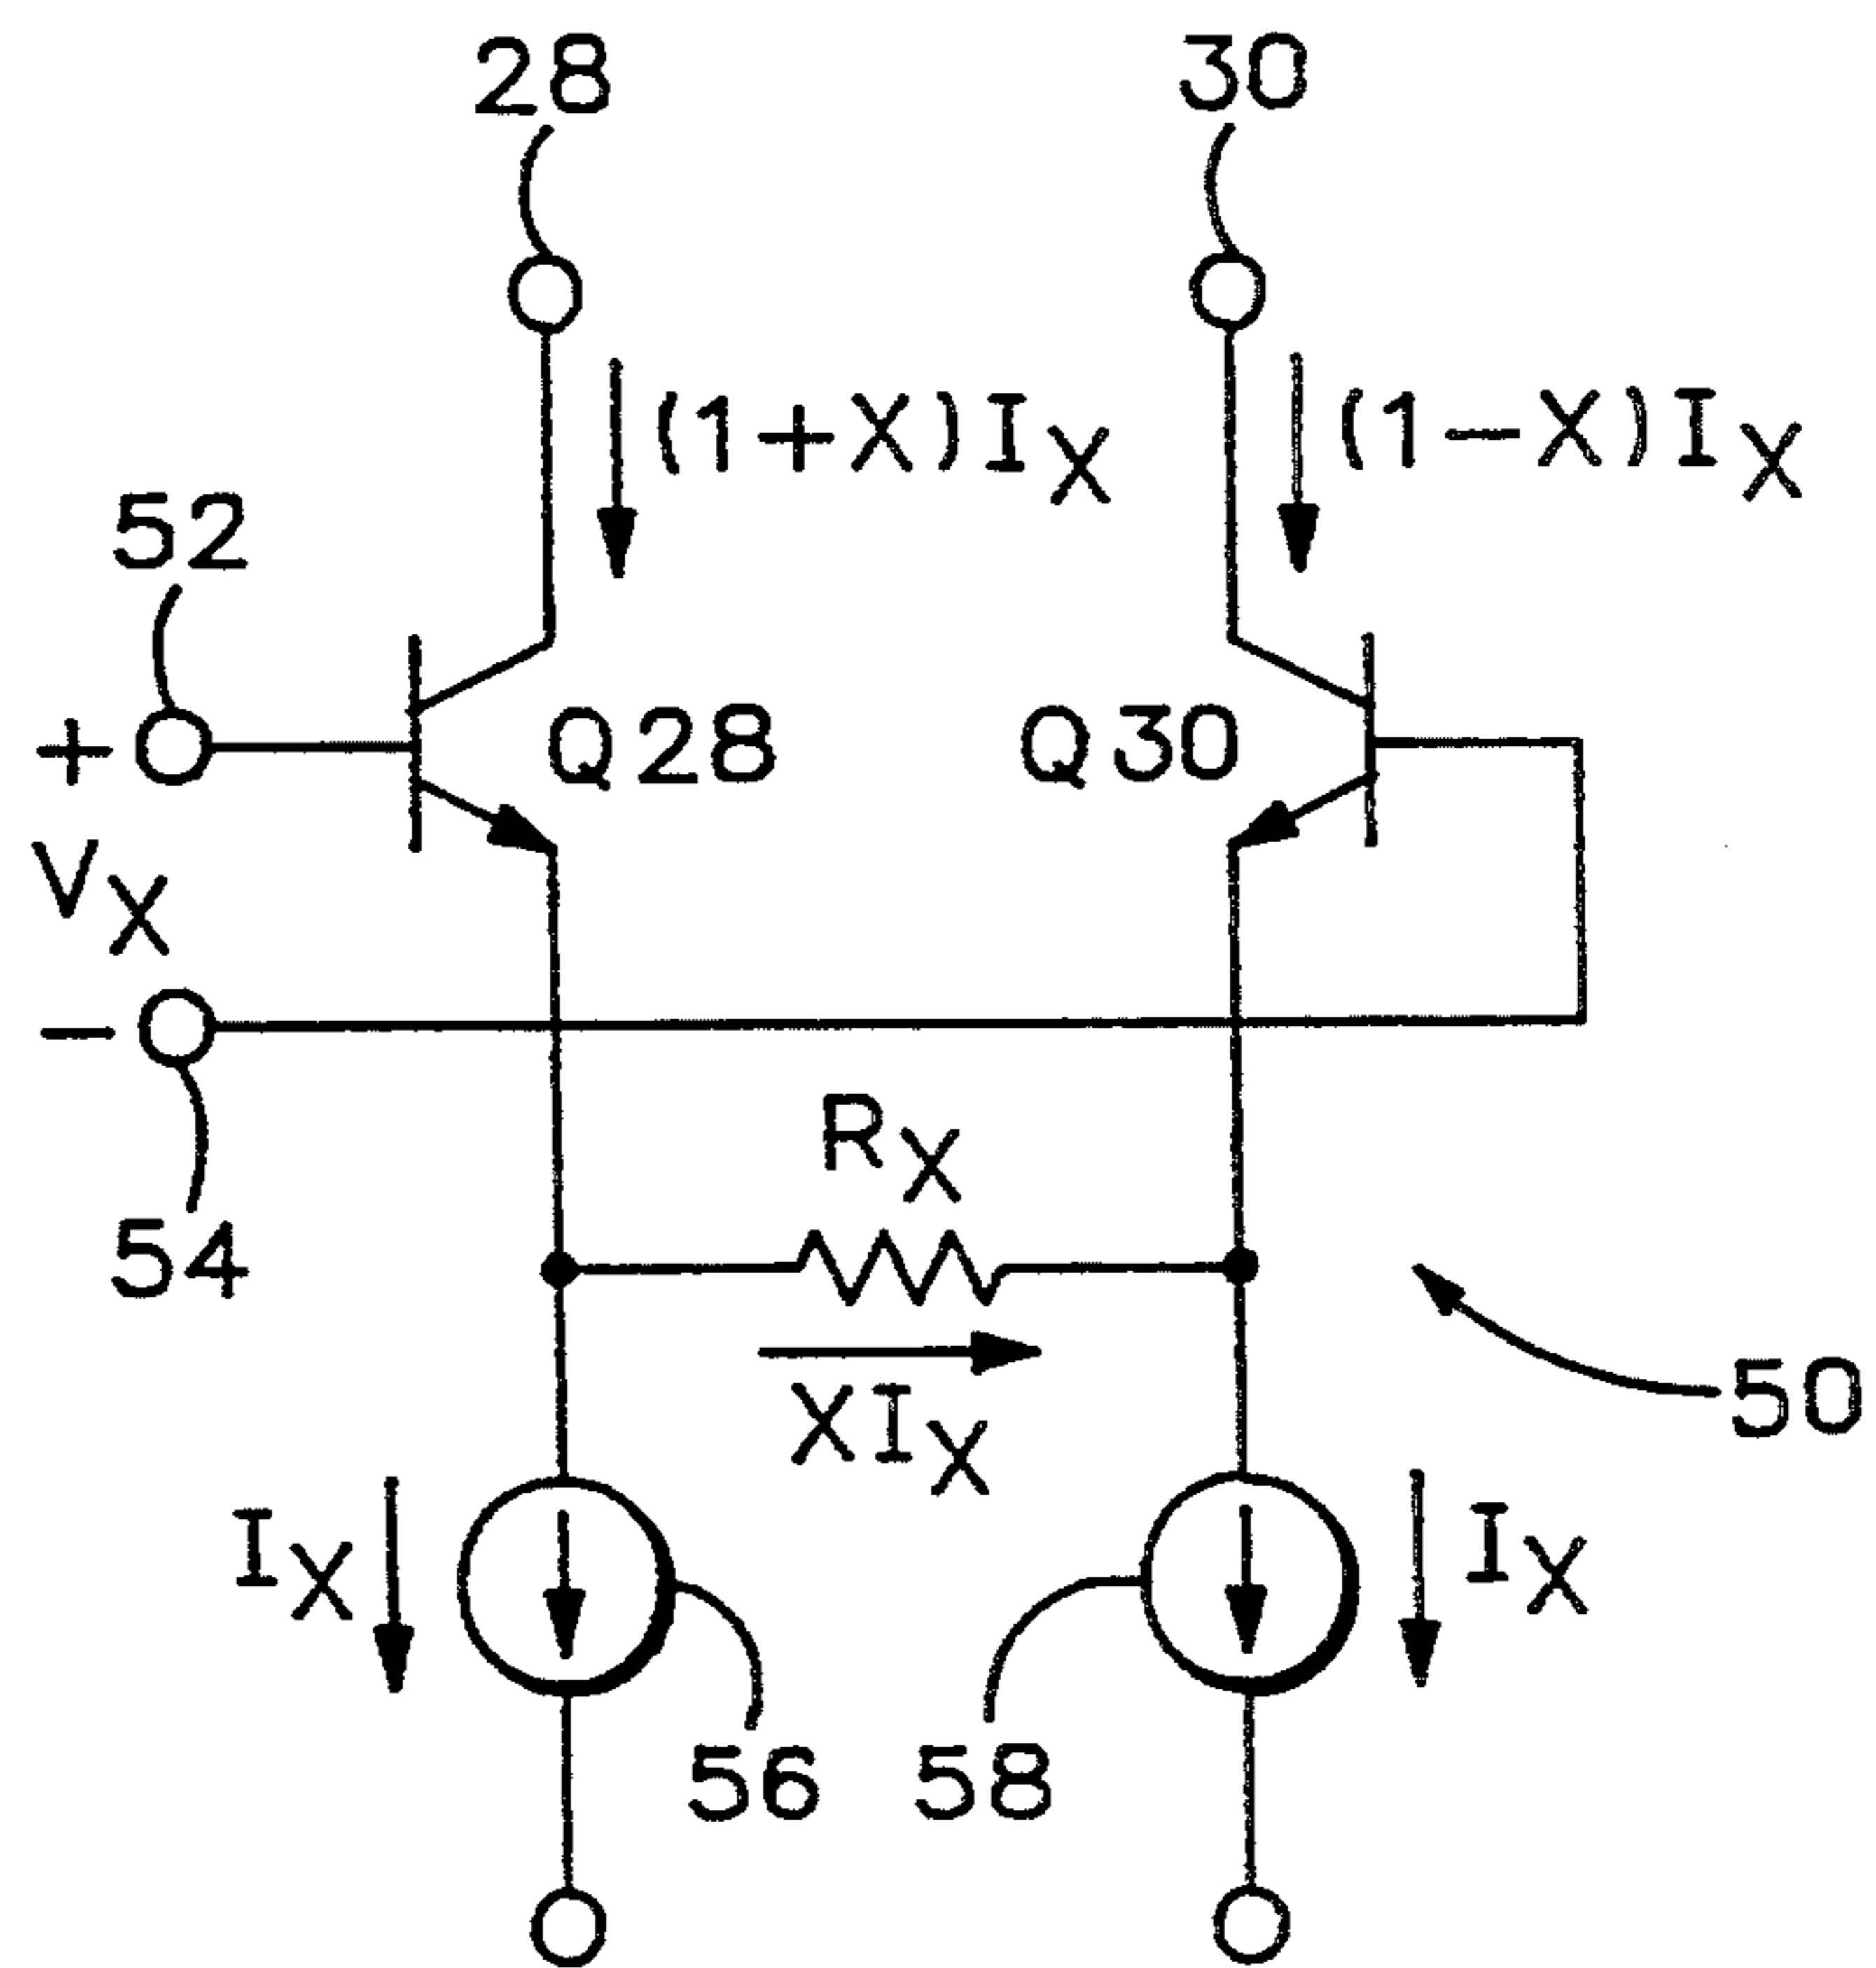 28 30
(1+X)IX (1−X)IX
52
+ Q28 Q30
VX
−
RX
54
XIX 50
IX IX
56 58